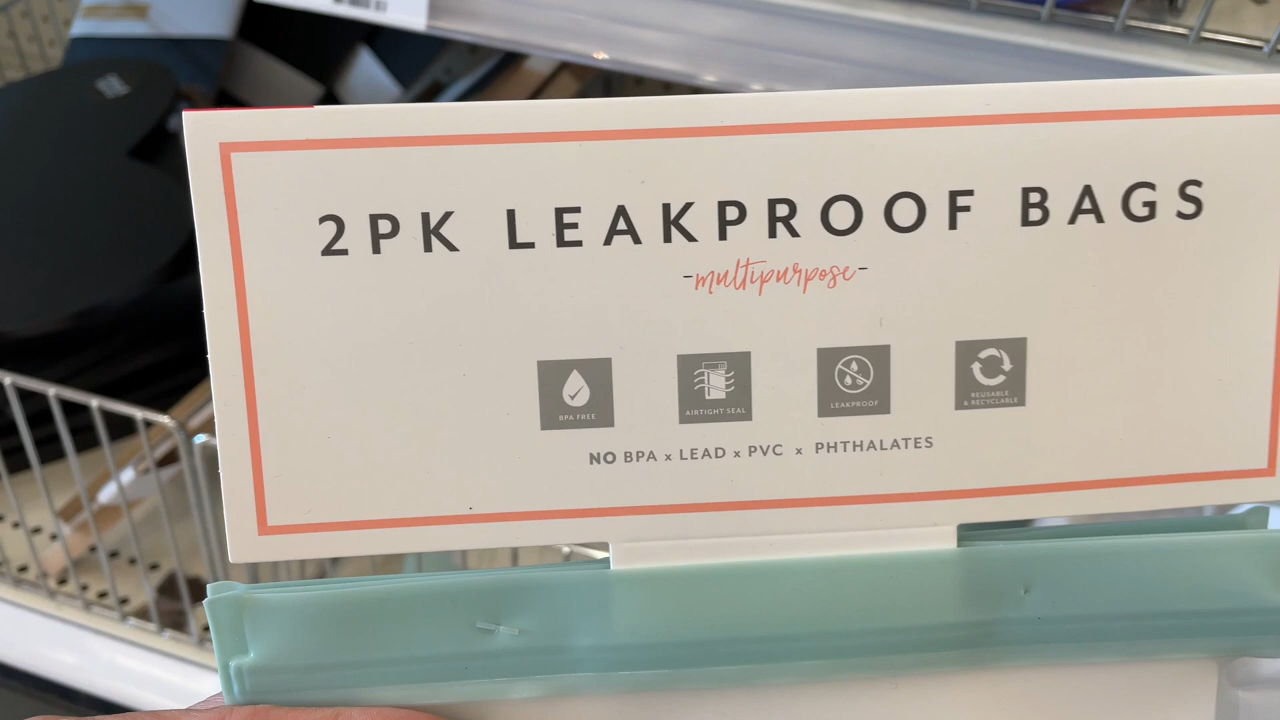 2PK LEAKPROOF BAGS
-multipurpose-
BPA FREE
AIRTIGHT SEAL
LEAKPROOF
REUSABLE
& RECYCLABLE
NO BPA x LEAD x PVC x PHTHALATES